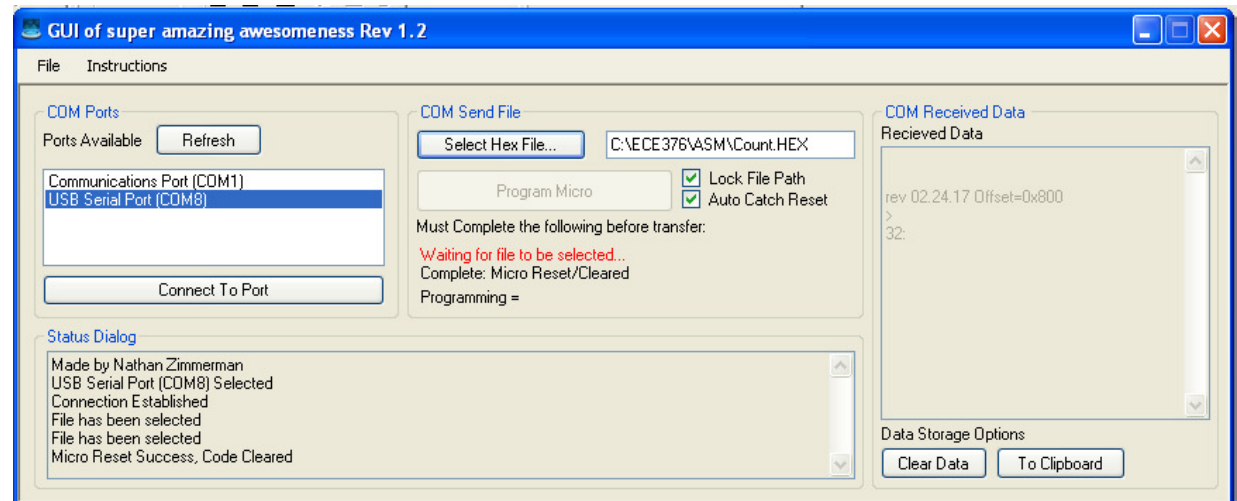 GUI of super amazing awesomeness Rev 1.2
File Instructions
COM Ports
Ports Available Refresh
Communications Port (COM1)
USB Serial Port (COM8)
Connect To Port
COM Send File
Select Hex File... C:\ECE376\ASM\Count.HEX
Program Micro
Lock File Path
Auto Catch Reset
Must Complete the following before transfer:
Waiting for file to be selected...
Complete: Micro Reset/Cleared
Programming =
COM Received Data
Recieved Data
rev 02.24.17 Offset=0x800
>
32:
Data Storage Options
Clear Data To Clipboard
Status Dialog
Made by Nathan Zimmerman
USB Serial Port (COM8) Selected
Connection Established
File has been selected
File has been selected
Micro Reset Success, Code Cleared